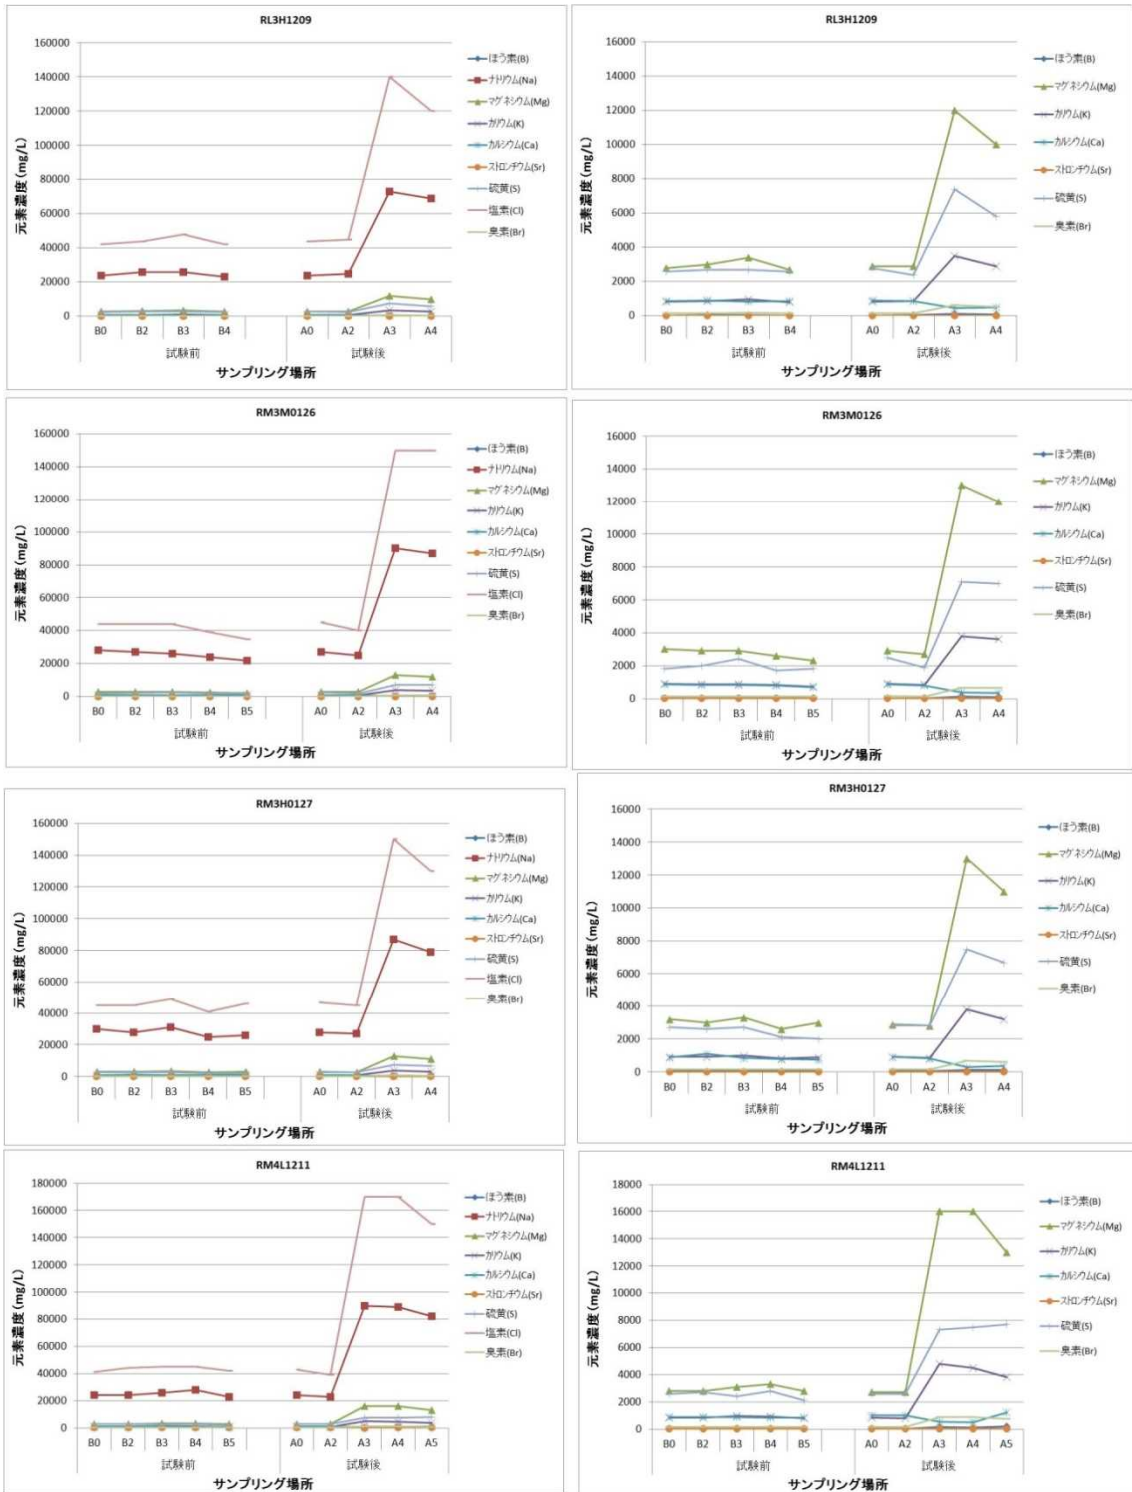 RL3H1209
元素濃度(mg/L)
160000
140000
120000
100000
80000
60000
40000
20000
0
B0 B2 B3 B4 A0 A2 A3 A4
試験前 試験後
サンプリング場所
ほう素(B)
ナトリウム(Na)
マグネシウム(Mg)
カリウム(K)
カルシウム(Ca)
ストロンチウム(Sr)
硫黄(S)
塩素(Cl)
臭素(Br)
RL3H1209
元素濃度(mg/L)
16000
14000
12000
10000
8000
6000
4000
2000
0
B0 B2 B3 B4 A0 A2 A3 A4
試験前 試験後
サンプリング場所
ほう素(B)
マグネシウム(Mg)
カリウム(K)
カルシウム(Ca)
ストロンチウム(Sr)
硫黄(S)
臭素(Br)
RM3M0126
元素濃度(mg/L)
160000
140000
120000
100000
80000
60000
40000
20000
0
B0 B2 B3 B4 B5 A0 A2 A3 A4
試験前 試験後
サンプリング場所
ほう素(B)
ナトリウム(Na)
マグネシウム(Mg)
カリウム(K)
カルシウム(Ca)
ストロンチウム(Sr)
硫黄(S)
塩素(Cl)
臭素(Br)
RM3M0126
元素濃度(mg/L)
16000
14000
12000
10000
8000
6000
4000
2000
0
B0 B2 B3 B4 B5 A0 A2 A3 A4
試験前 試験後
サンプリング場所
ほう素(B)
マグネシウム(Mg)
カリウム(K)
カルシウム(Ca)
ストロンチウム(Sr)
硫黄(S)
臭素(Br)
RM3H0127
元素濃度(mg/L)
160000
140000
120000
100000
80000
60000
40000
20000
0
B0 B2 B3 B4 B5 A0 A2 A3 A4
試験前 試験後
サンプリング場所
ほう素(B)
ナトリウム(Na)
マグネシウム(Mg)
カリウム(K)
カルシウム(Ca)
ストロンチウム(Sr)
硫黄(S)
塩素(Cl)
臭素(Br)
RM3H0127
元素濃度(mg/L)
16000
14000
12000
10000
8000
6000
4000
2000
0
B0 B2 B3 B4 B5 A0 A2 A3 A4
試験前 試験後
サンプリング場所
ほう素(B)
マグネシウム(Mg)
カリウム(K)
カルシウム(Ca)
ストロンチウム(Sr)
硫黄(S)
臭素(Br)
RM4L1211
元素濃度(mg/L)
180000
160000
140000
120000
100000
80000
60000
40000
20000
0
B0 B2 B3 B4 B5 A0 A2 A3 A4 A5
試験前 試験後
サンプリング場所
ほう素(B)
ナトリウム(Na)
マグネシウム(Mg)
カリウム(K)
カルシウム(Ca)
ストロンチウム(Sr)
硫黄(S)
塩素(Cl)
臭素(Br)
RM4L1211
元素濃度(mg/L)
18000
16000
14000
12000
10000
8000
6000
4000
2000
0
B0 B2 B3 B4 B5 A0 A2 A3 A4 A5
試験前 試験後
サンプリング場所
ほう素(B)
マグネシウム(Mg)
カリウム(K)
カルシウム(Ca)
ストロンチウム(Sr)
硫黄(S)
臭素(Br)